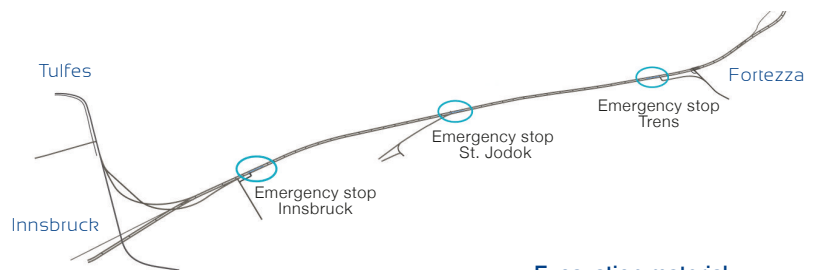 Tulfes
Fortezza
Emergency stop
Trens
Emergency stop
St. Jodok
Emergency stop
Innsbruck
Innsbruck